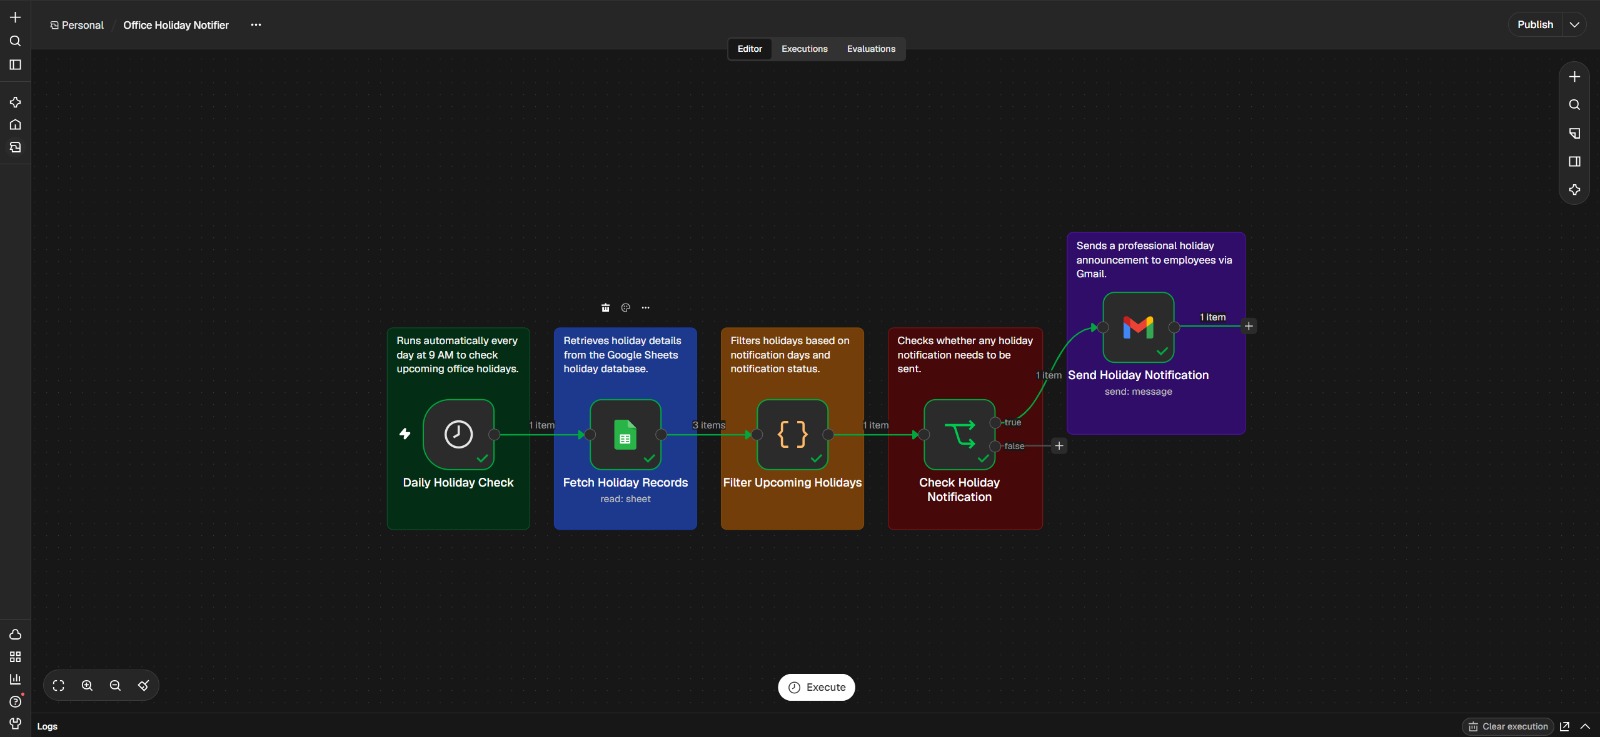 Personal / Office Holiday Notifier ...
Publish
Editor Executions Evaluations
Sends a professional holiday
announcement to employees via
Gmail.
1 item
Send Holiday Notification
send: message
Runs automatically every
day at 9 AM to check
upcoming office holidays.
1 item
Daily Holiday Check
Retrieves holiday details
from the Google Sheets
holiday database.
3 items
Fetch Holiday Records
read: sheet
Filters holidays based on
notification days and
notification status.
1 item
Filter Upcoming Holidays
Checks whether any holiday
notification needs to be
sent.
1 item
true
false
Check Holiday
Notification
Execute
Logs
Clear execution